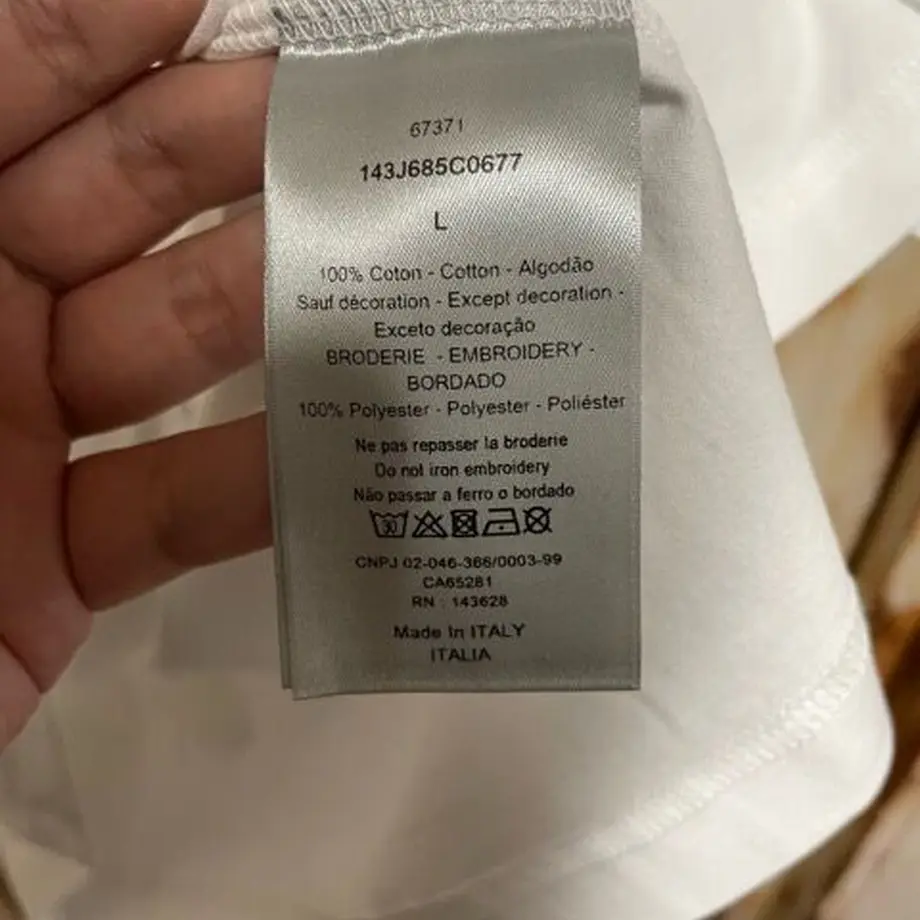 67371
143J685C0677
L
100% Coton - Cotton - Algodão
Sauf décoration - Except decoration -
Exceto decoração
BRODERIE - EMBROIDERY -
BORDADO
100% Polyester - Polyester - Poliéster
Ne pas repasser la broderie
Do not iron embroidery
Não passar a ferro o bordado
30
CNPJ 02-046-366/0003-99
CA65281
RN : 143628
Made In ITALY
ITALIA